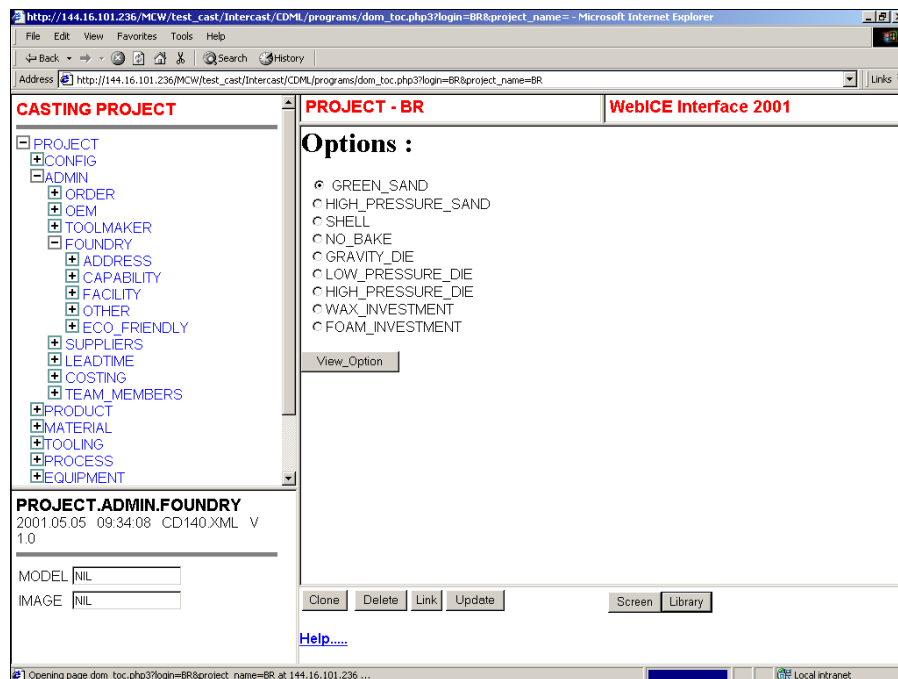 http://144.16.101.236/MCW/test_cast/Intercast/CDML/programs/dom_toc.php3?login=BR&project_name= - Microsoft Internet Explorer
File Edit View Favorites Tools Help
Back Search History
Address http://144.16.101.236/MCW/test_cast/Intercast/CDML/programs/dom_toc.php3?login=BR&project_name=BR Links
CASTING PROJECT
PROJECT
CONFIG
ADMIN
ORDER
OEM
TOOLMAKER
FOUNDRY
ADDRESS
CAPABILITY
FACILITY
OTHER
ECO_FRIENDLY
SUPPLIERS
LEADTIME
COSTING
TEAM_MEMBERS
PRODUCT
MATERIAL
TOOLING
PROCESS
EQUIPMENT
PROJECT.ADMIN.FOUNDRY
2001.05.05 09:34:08 CD140.XML V
1.0
MODEL NIL
IMAGE NIL
PROJECT - BR WebICE Interface 2001
Options :
GREEN_SAND
HIGH_PRESSURE_SAND
SHELL
NO_BAKE
GRAVITY_DIE
LOW_PRESSURE_DIE
HIGH_PRESSURE_DIE
WAX_INVESTMENT
FOAM_INVESTMENT
View_Option
Clone Delete Link Update Screen Library
Help.....
Opening page dom_toc.php3?login=BR&project_name=BR at 144.16.101.236 ... Local intranet